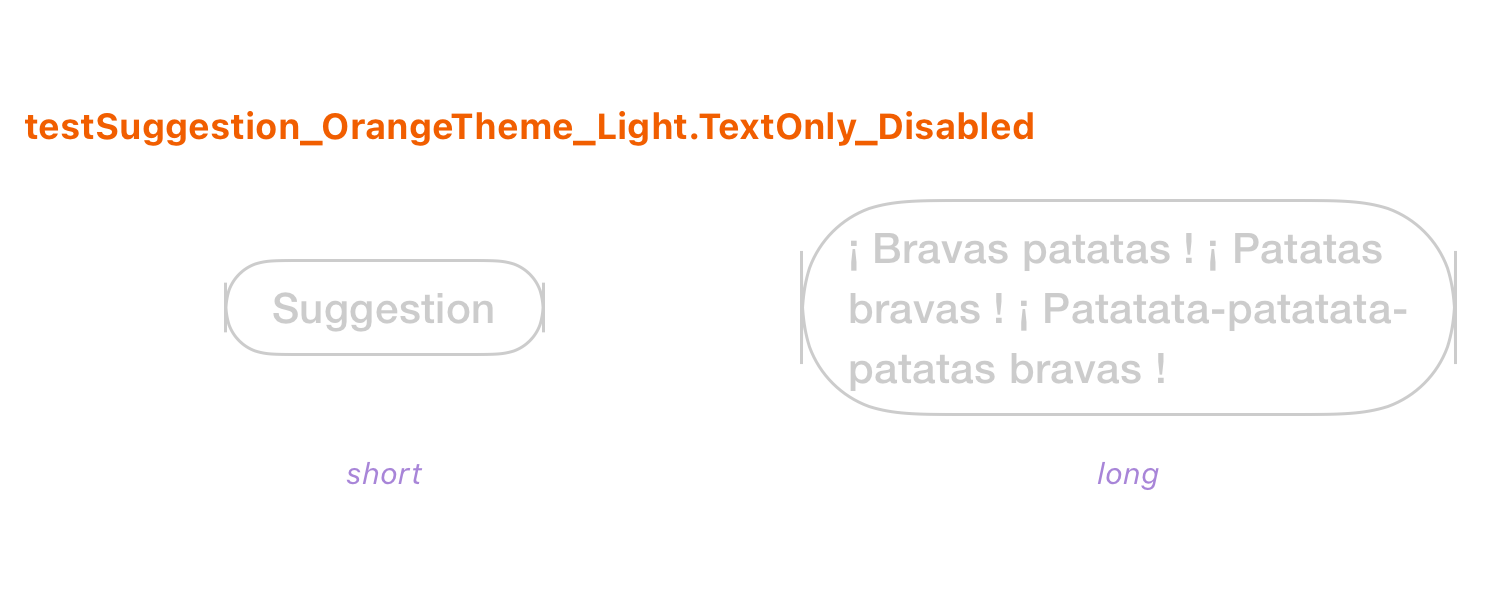 testSuggestion_OrangeTheme_Light.TextOnly_Disabled
Suggestion
¡ Bravas patatas ! ¡ Patatas
bravas ! ¡ Patatata-patatata-
patatas bravas !
short
long